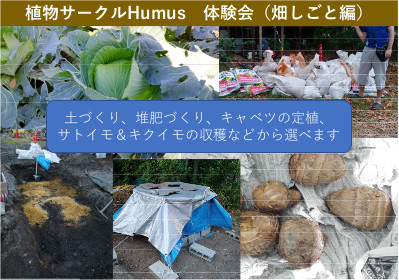 植物サークルHumus　体験会（畑しごと編）
土づくり、堆肥づくり、キャベツの定植、
サトイモ＆キクイモの収穫などから選べます